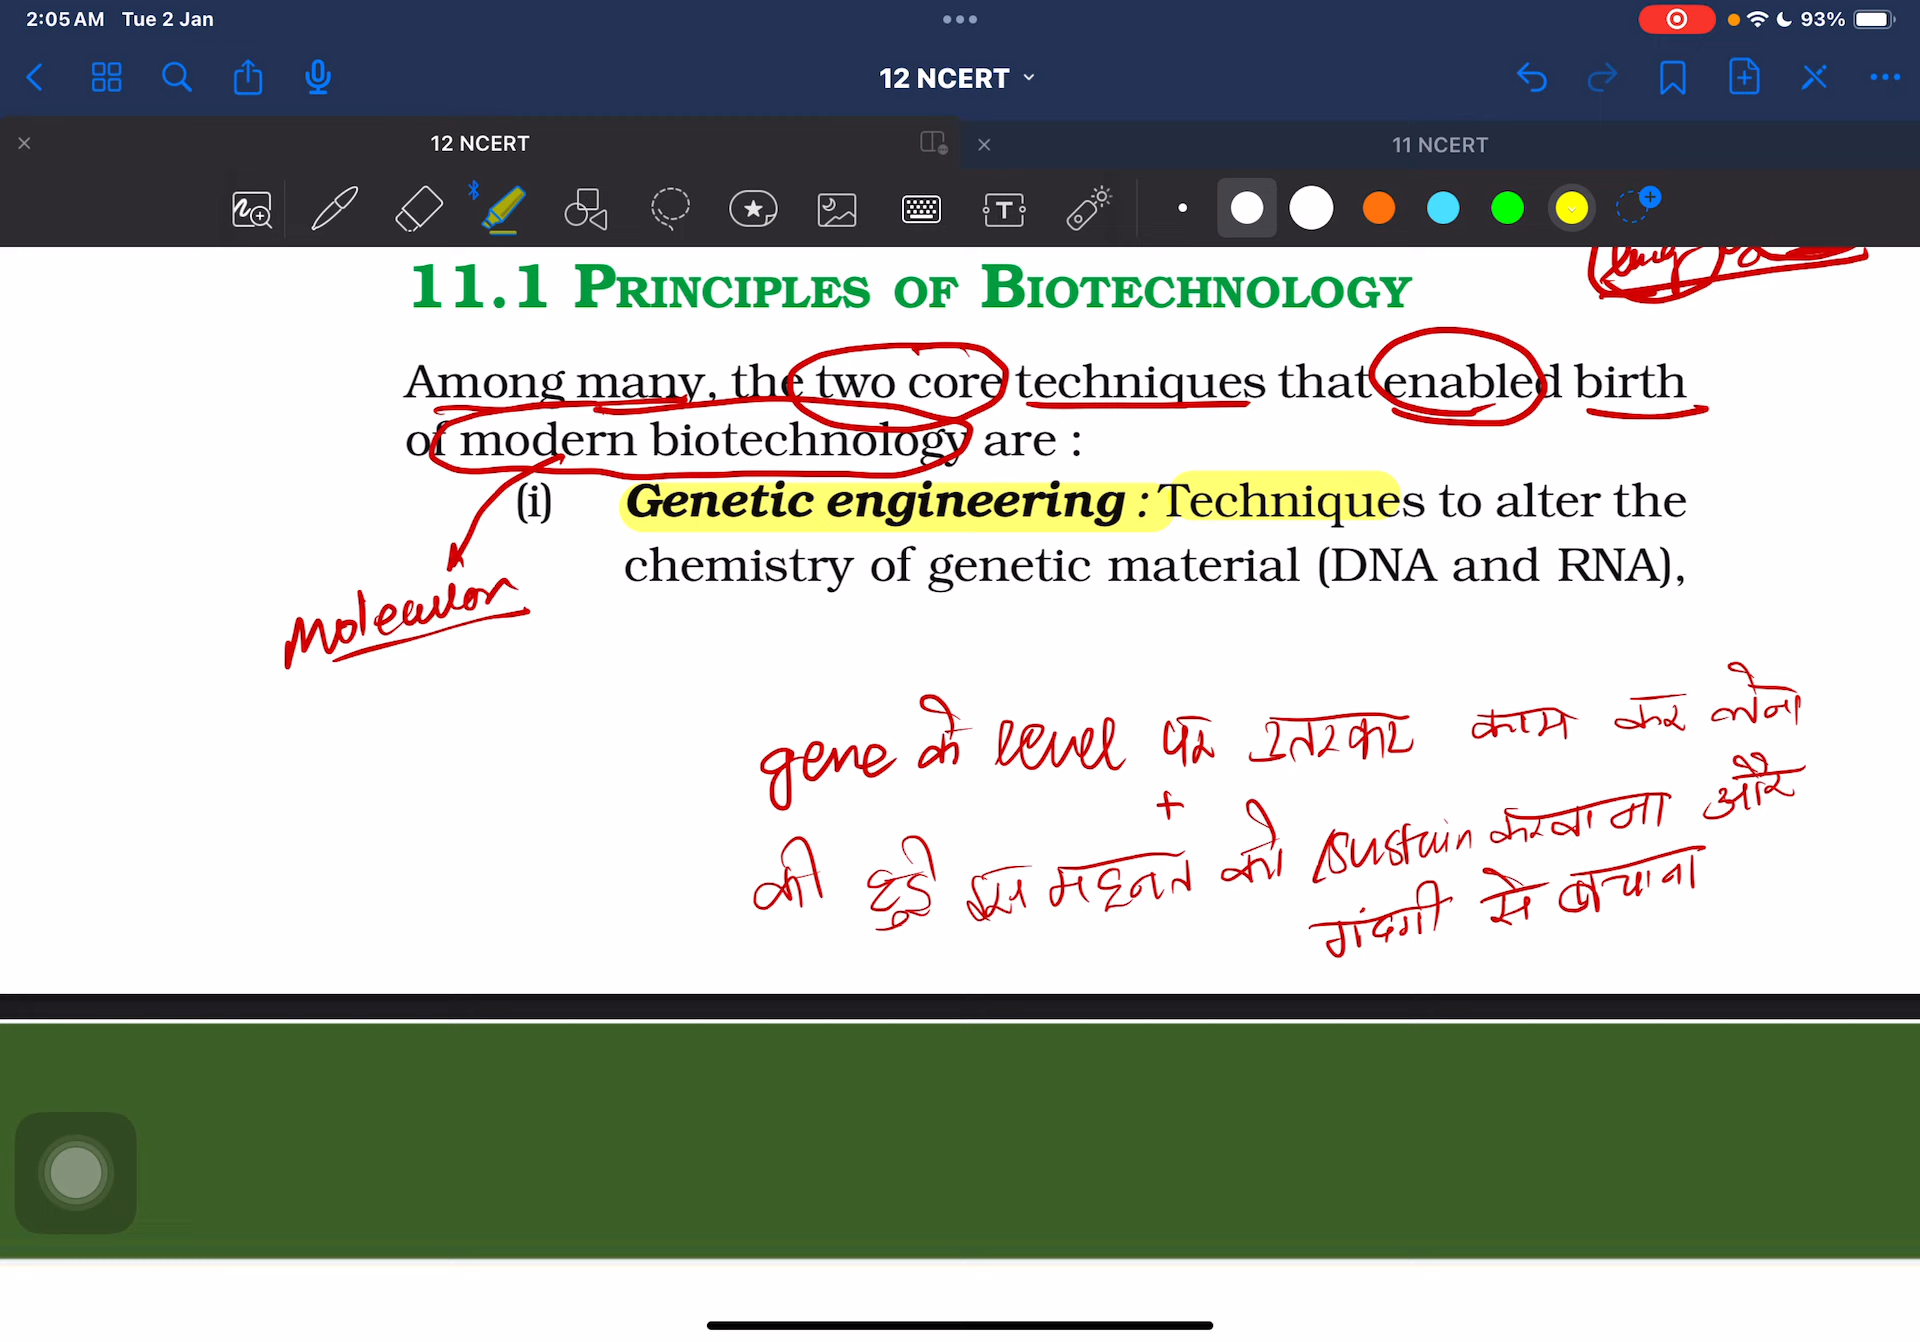 2:05 AM Tue 2 Jan
93%
12 NCERT
12 NCERT
11 NCERT
11.1 PRINCIPLES OF BIOTECHNOLOGY
Among many, the two core techniques that enabled birth
of modern biotechnology are :
(i) Genetic engineering : Techniques to alter the
chemistry of genetic material (DNA and RNA),
Molecular
gene के level पर उतरकर काम कर लेना
+
की हुई इस महनत को sustain करवाना और
गंदगी से बचाना